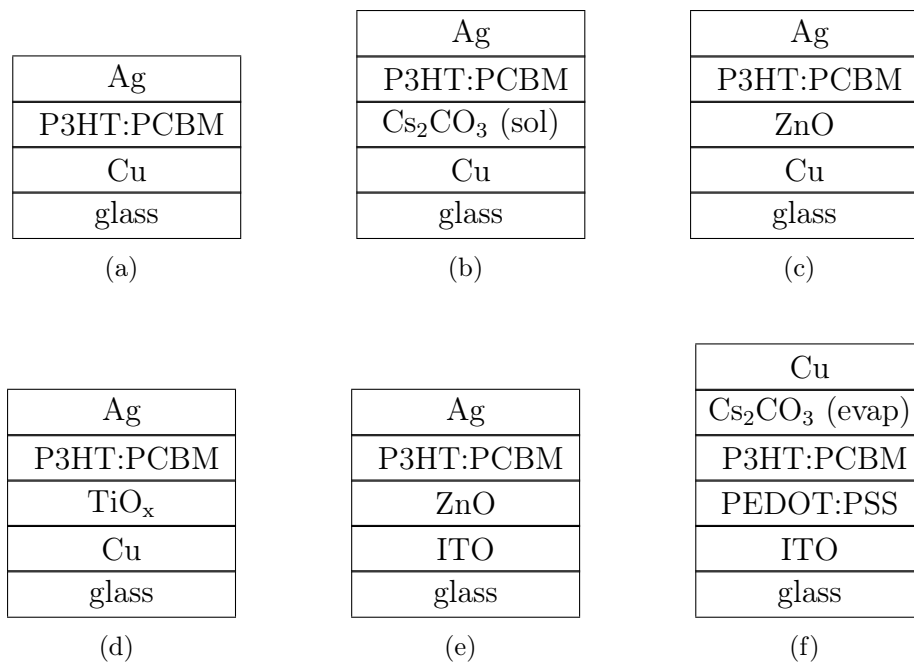 Ag
P3HT:PCBM
Cu
glass
(a)
Ag
P3HT:PCBM
Cs₂CO₃ (sol)
Cu
glass
(b)
Ag
P3HT:PCBM
ZnO
Cu
glass
(c)
Ag
P3HT:PCBM
TiOₓ
Cu
glass
(d)
Ag
P3HT:PCBM
ZnO
ITO
glass
(e)
Cu
Cs₂CO₃ (evap)
P3HT:PCBM
PEDOT:PSS
ITO
glass
(f)